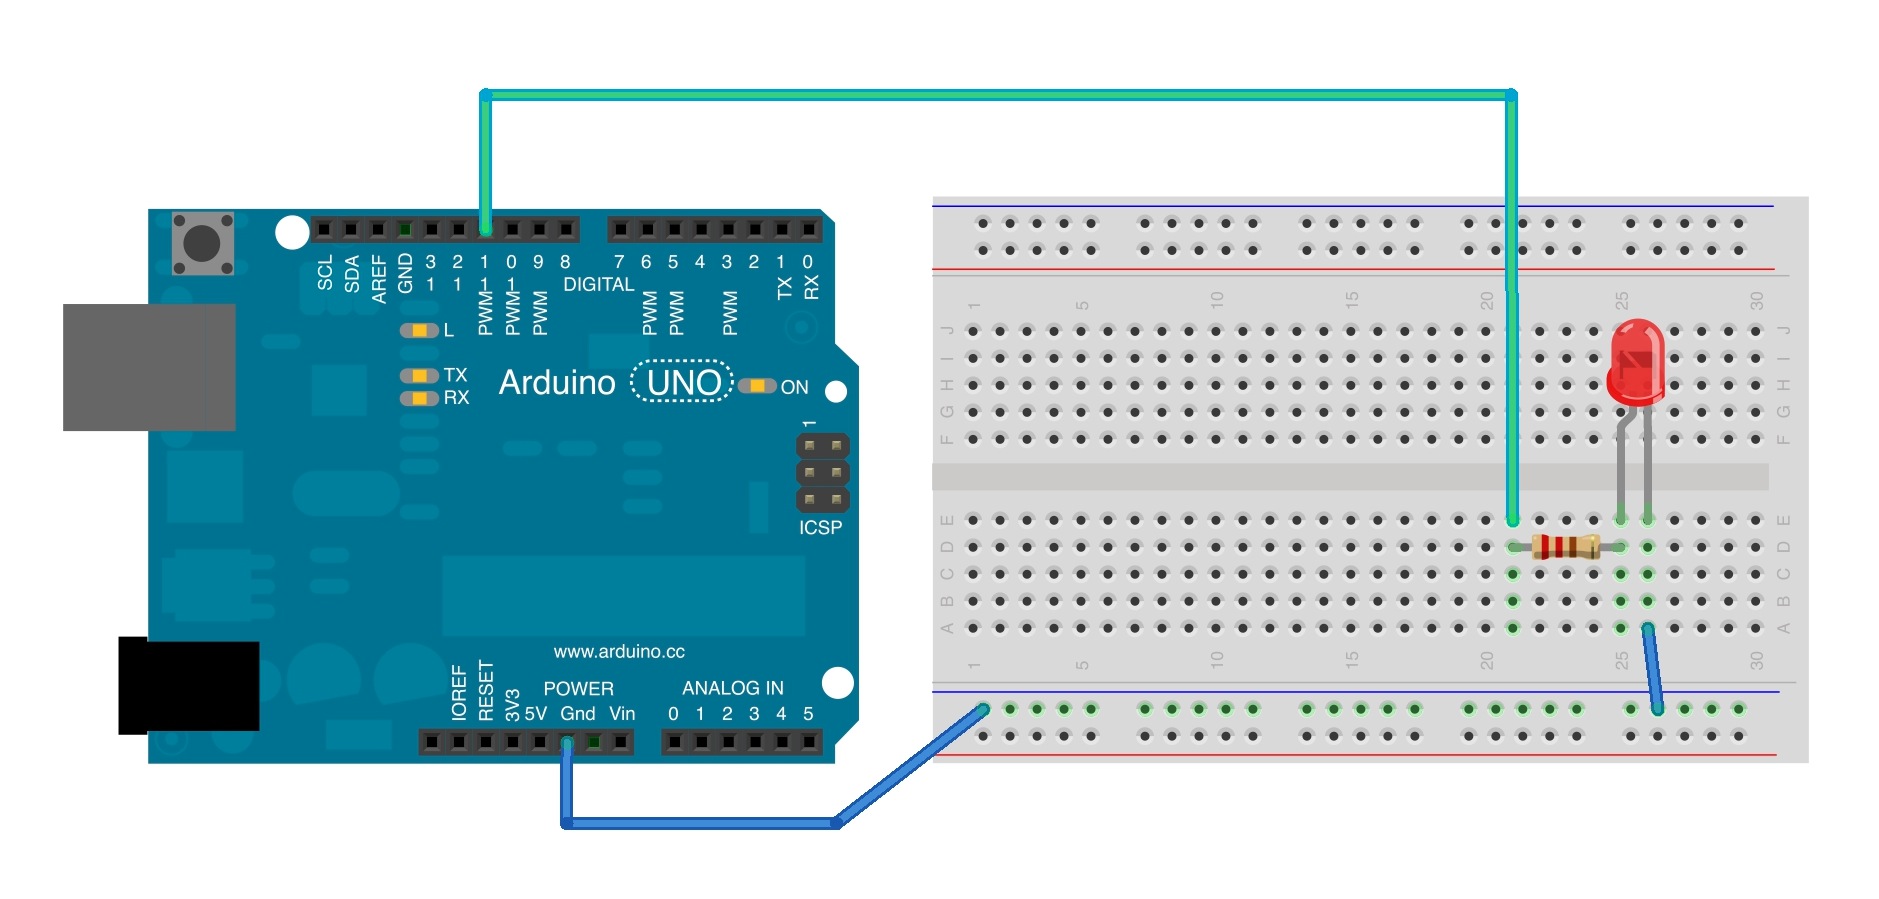 SCL SDA AREF GND 13 12 PWM 11 PWM 10 PWM 9 8 7 PWM 6 PWM 5 4 PWM 3 2 TX 1 RX 0
DIGITAL
L
TX
RX
Arduino UNO ON
1
ICSP
www.arduino.cc
POWER ANALOG IN
IOREF RESET 3V3 5V Gnd Vin 0 1 2 3 4 5
1 5 10 15 20 25 30
J J
I I
H H
G G
F F
E E
D D
C C
B B
A A
1 5 10 15 20 25 30